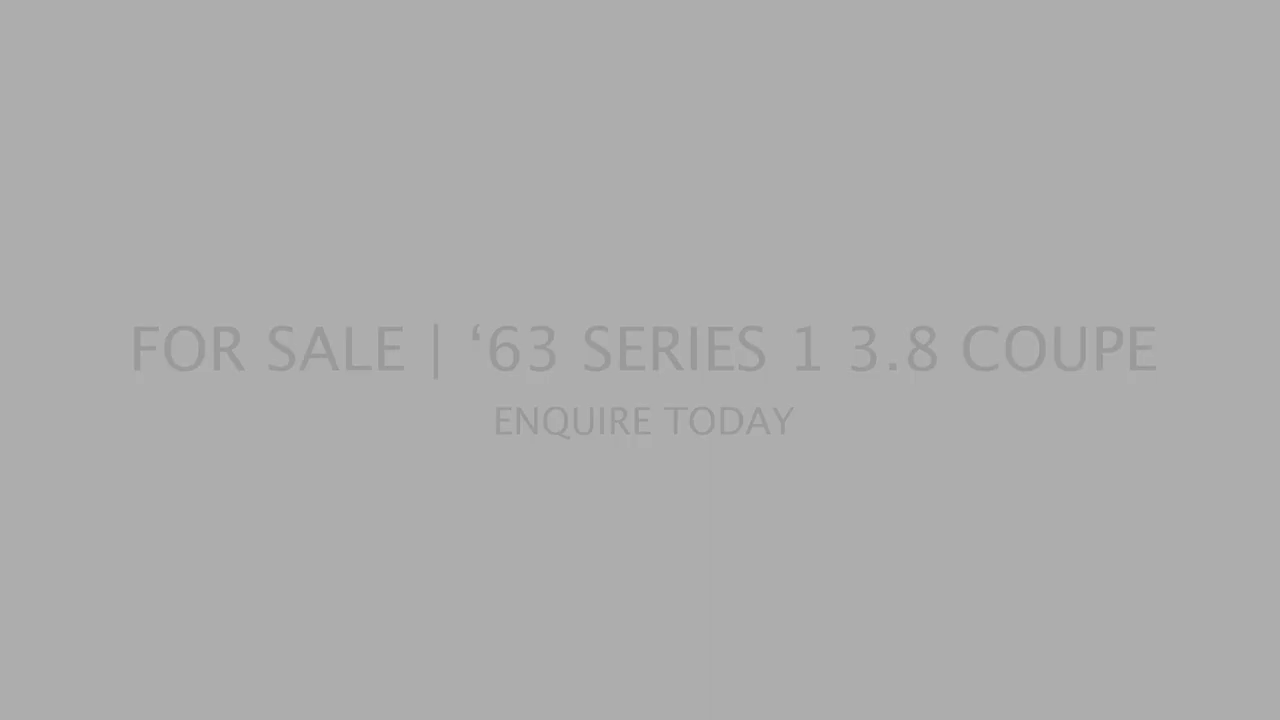 FOR SALE | ‘63 SERIES 1 3.8 COUPE
ENQUIRE TODAY